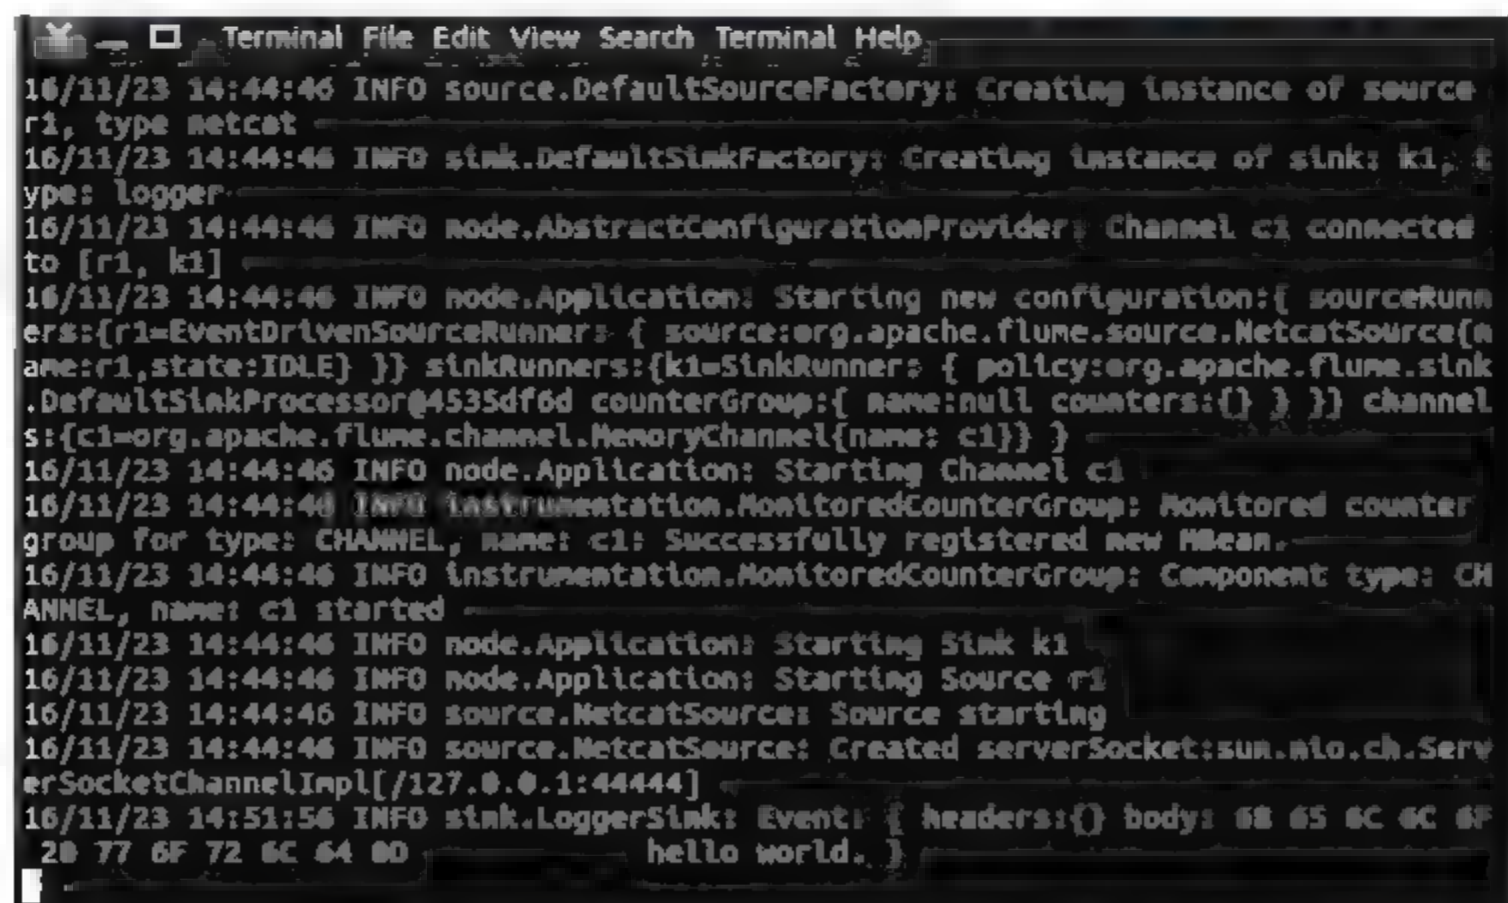 Terminal File Edit View Search Terminal Help
16/11/23 14:44:46 INFO source.DefaultSourceFactory: Creating instance of source
r1, type netcat
16/11/23 14:44:46 INFO sink.DefaultSinkFactory: Creating instance of sink: k1, t
ype: logger
16/11/23 14:44:46 INFO node.AbstractConfigurationProvider: Channel c1 connected
to [r1, k1]
16/11/23 14:44:46 INFO node.Application: Starting new configuration:{ sourceRunn
ers:{r1=EventDrivenSourceRunner: { source:org.apache.flume.source.NetcatSource{n
ame:r1,state:IDLE} }} sinkRunners:{k1=SinkRunner: { policy:org.apache.flume.sink
.DefaultSinkProcessor@4535df6d counterGroup:{ name:null counters:{} } }} channel
s:{c1=org.apache.flume.channel.MemoryChannel{name: c1}} }
16/11/23 14:44:46 INFO node.Application: Starting Channel c1
16/11/23 14:44:46 INFO instrumentation.MonitoredCounterGroup: Monitored counter
group for type: CHANNEL, name: c1: Successfully registered new MBean.
16/11/23 14:44:46 INFO instrumentation.MonitoredCounterGroup: Component type: CH
ANNEL, name: c1 started
16/11/23 14:44:46 INFO node.Application: Starting Sink k1
16/11/23 14:44:46 INFO node.Application: Starting Source r1
16/11/23 14:44:46 INFO source.NetcatSource: Source starting
16/11/23 14:44:46 INFO source.NetcatSource: Created serverSocket:sun.nio.ch.Serv
erSocketChannelImpl[/127.0.0.1:44444]
16/11/23 14:51:56 INFO sink.LoggerSink: Event: { headers:{} body: 68 65 6C 6C 6F
20 77 6F 72 6C 64 0D hello world. }